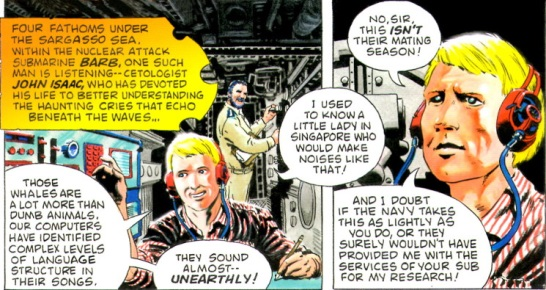 FOUR FATHOMS UNDER
THE SARGASSO SEA,
WITHIN THE NUCLEAR ATTACK
SUBMARINE BARB, ONE SUCH
MAN IS LISTENING--CETOLOGIST
JOHN ISAAC, WHO HAS DEVOTED
HIS LIFE TO BETTER UNDERSTANDING
THE HAUNTING CRIES THAT ECHO
BENEATH THE WAVES...
THOSE
WHALES ARE
A LOT MORE THAN
DUMB ANIMALS,
OUR COMPUTERS
HAVE IDENTIFIED
COMPLEX LEVELS
OF LANGUAGE
STRUCTURE IN
THEIR SONGS.
THEY SOUND
ALMOST--
UNEARTHLY!
I USED
TO KNOW A
LITTLE LADY IN
SINGAPORE WHO
WOULD MAKE
NOISES LIKE
THAT!
NO, SIR,
THIS ISN'T
THEIR MATING
SEASON!
AND I DOUBT
IF THE NAVY TAKES
THIS AS LIGHTLY AS
YOU DO, OR THEY
SURELY WOULDN'T HAVE
PROVIDED ME WITH THE
SERVICES OF YOUR SUB
FOR MY RESEARCH!